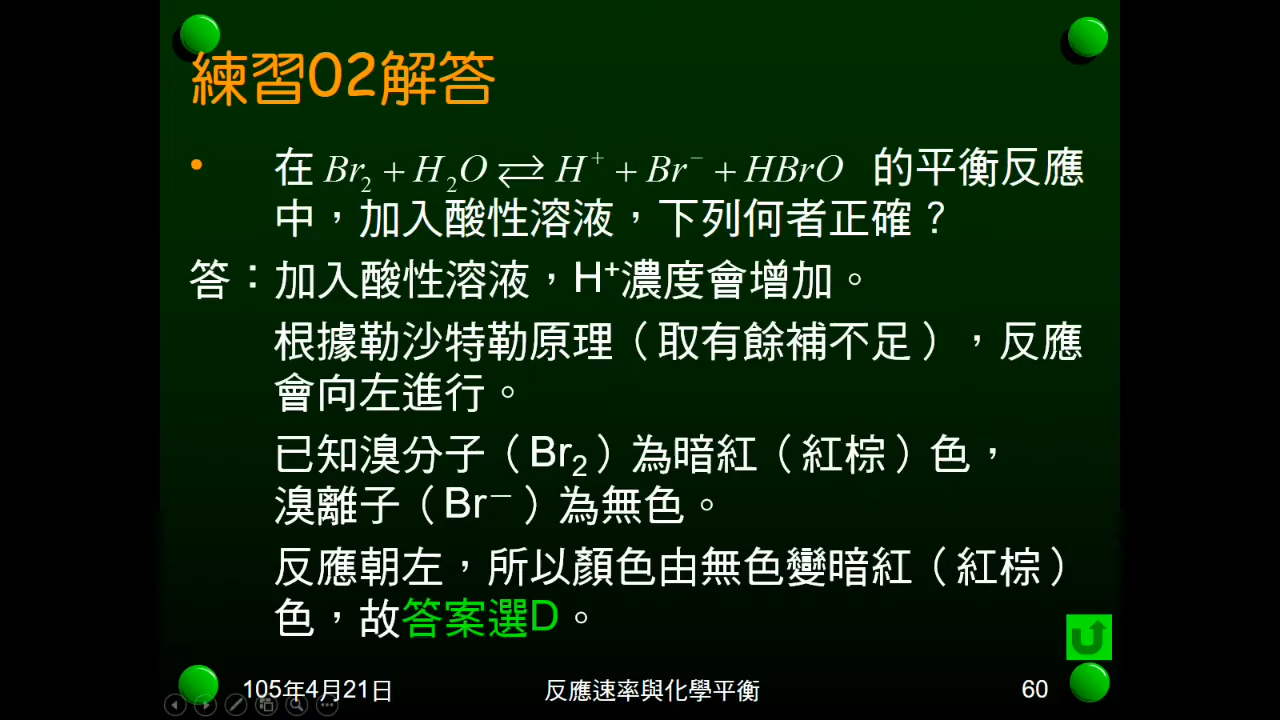 練習02解答
• 在 Br₂ + H₂O ⇌ H⁺ + Br⁻ + HBrO 的平衡反應
中，加入酸性溶液，下列何者正確？
答：加入酸性溶液，H⁺濃度會增加。
根據勒沙特勒原理（取有餘補不足），反應
會向左進行。
已知溴分子（Br₂）為暗紅（紅棕）色，
溴離子（Br⁻）為無色。
反應朝左，所以顏色由無色變暗紅（紅棕）
色，故答案選D。
105年4月21日 反應速率與化學平衡 60